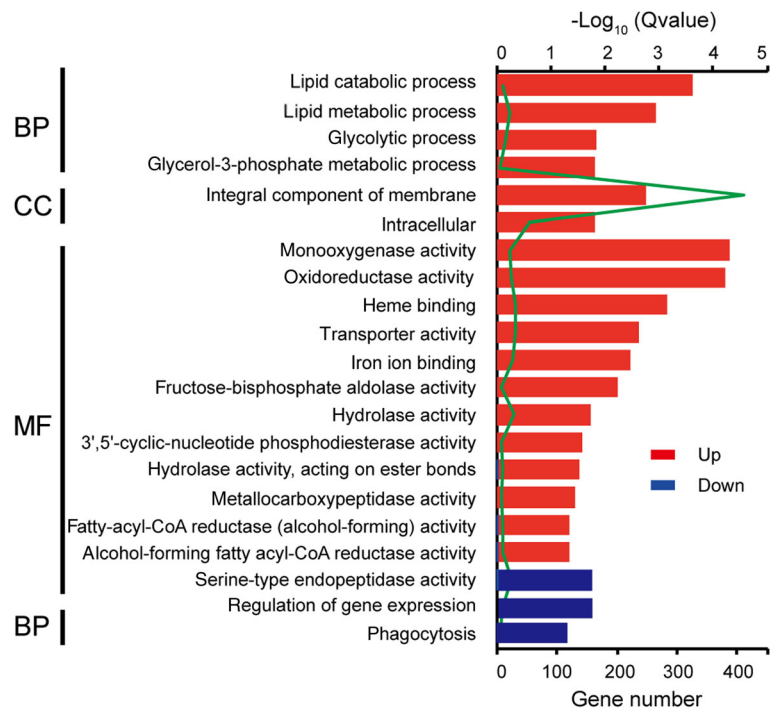 -Log10 (Qvalue)
0 1 2 3 4 5
BP
Lipid catabolic process
Lipid metabolic process
Glycolytic process
Glycerol-3-phosphate metabolic process
CC
Integral component of membrane
Intracellular
MF
Monooxygenase activity
Oxidoreductase activity
Heme binding
Transporter activity
Iron ion binding
Fructose-bisphosphate aldolase activity
Hydrolase activity
3',5'-cyclic-nucleotide phosphodiesterase activity
Hydrolase activity, acting on ester bonds
Metallocarboxypeptidase activity
Fatty-acyl-CoA reductase (alcohol-forming) activity
Alcohol-forming fatty acyl-CoA reductase activity
Serine-type endopeptidase activity
BP
Regulation of gene expression
Phagocytosis
Up
Down
0 100 200 300 400
Gene number